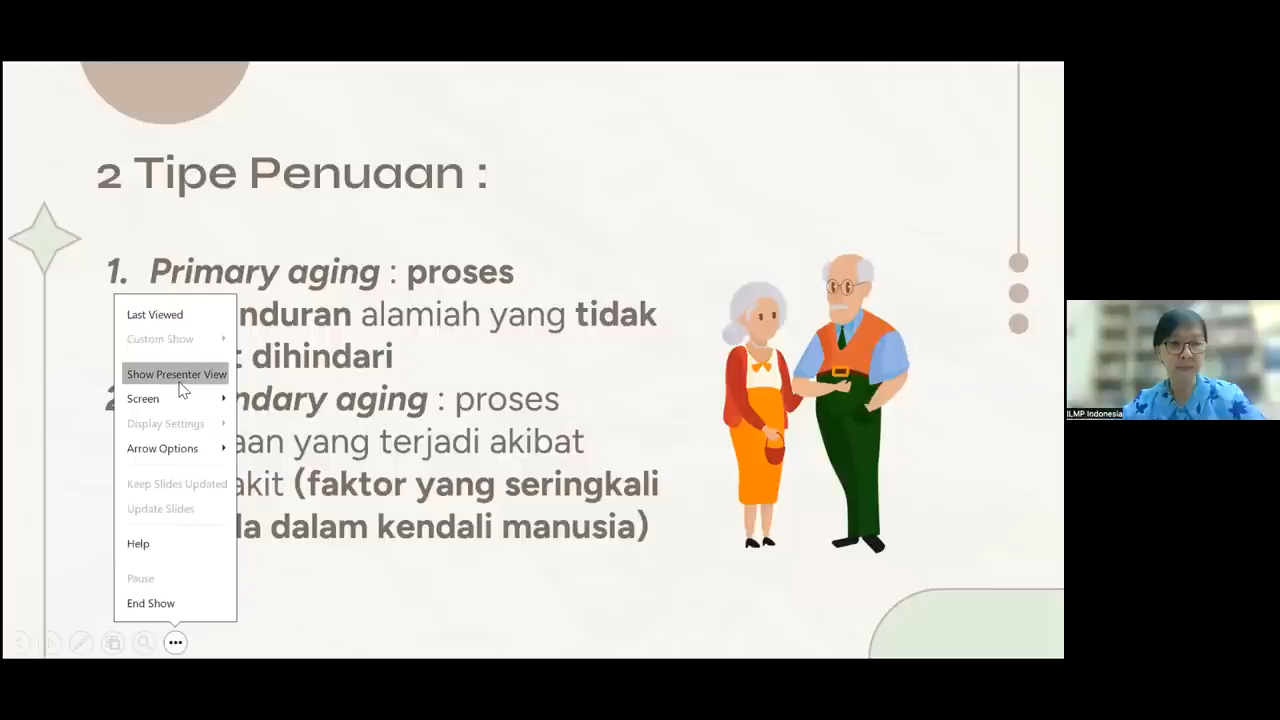 2 Tipe Penuaan :
1. Primary aging : proses
nduran alamiah yang tidak
dihindari
ndary aging : proses
aan yang terjadi akibat
akit (faktor yang seringkali
dalam kendali manusia)
Last Viewed
Custom Show
Show Presenter View
Screen
Display Settings
Arrow Options
Keep Slides Updated
Update Slides
Help
Pause
End Show
ILMP Indonesia